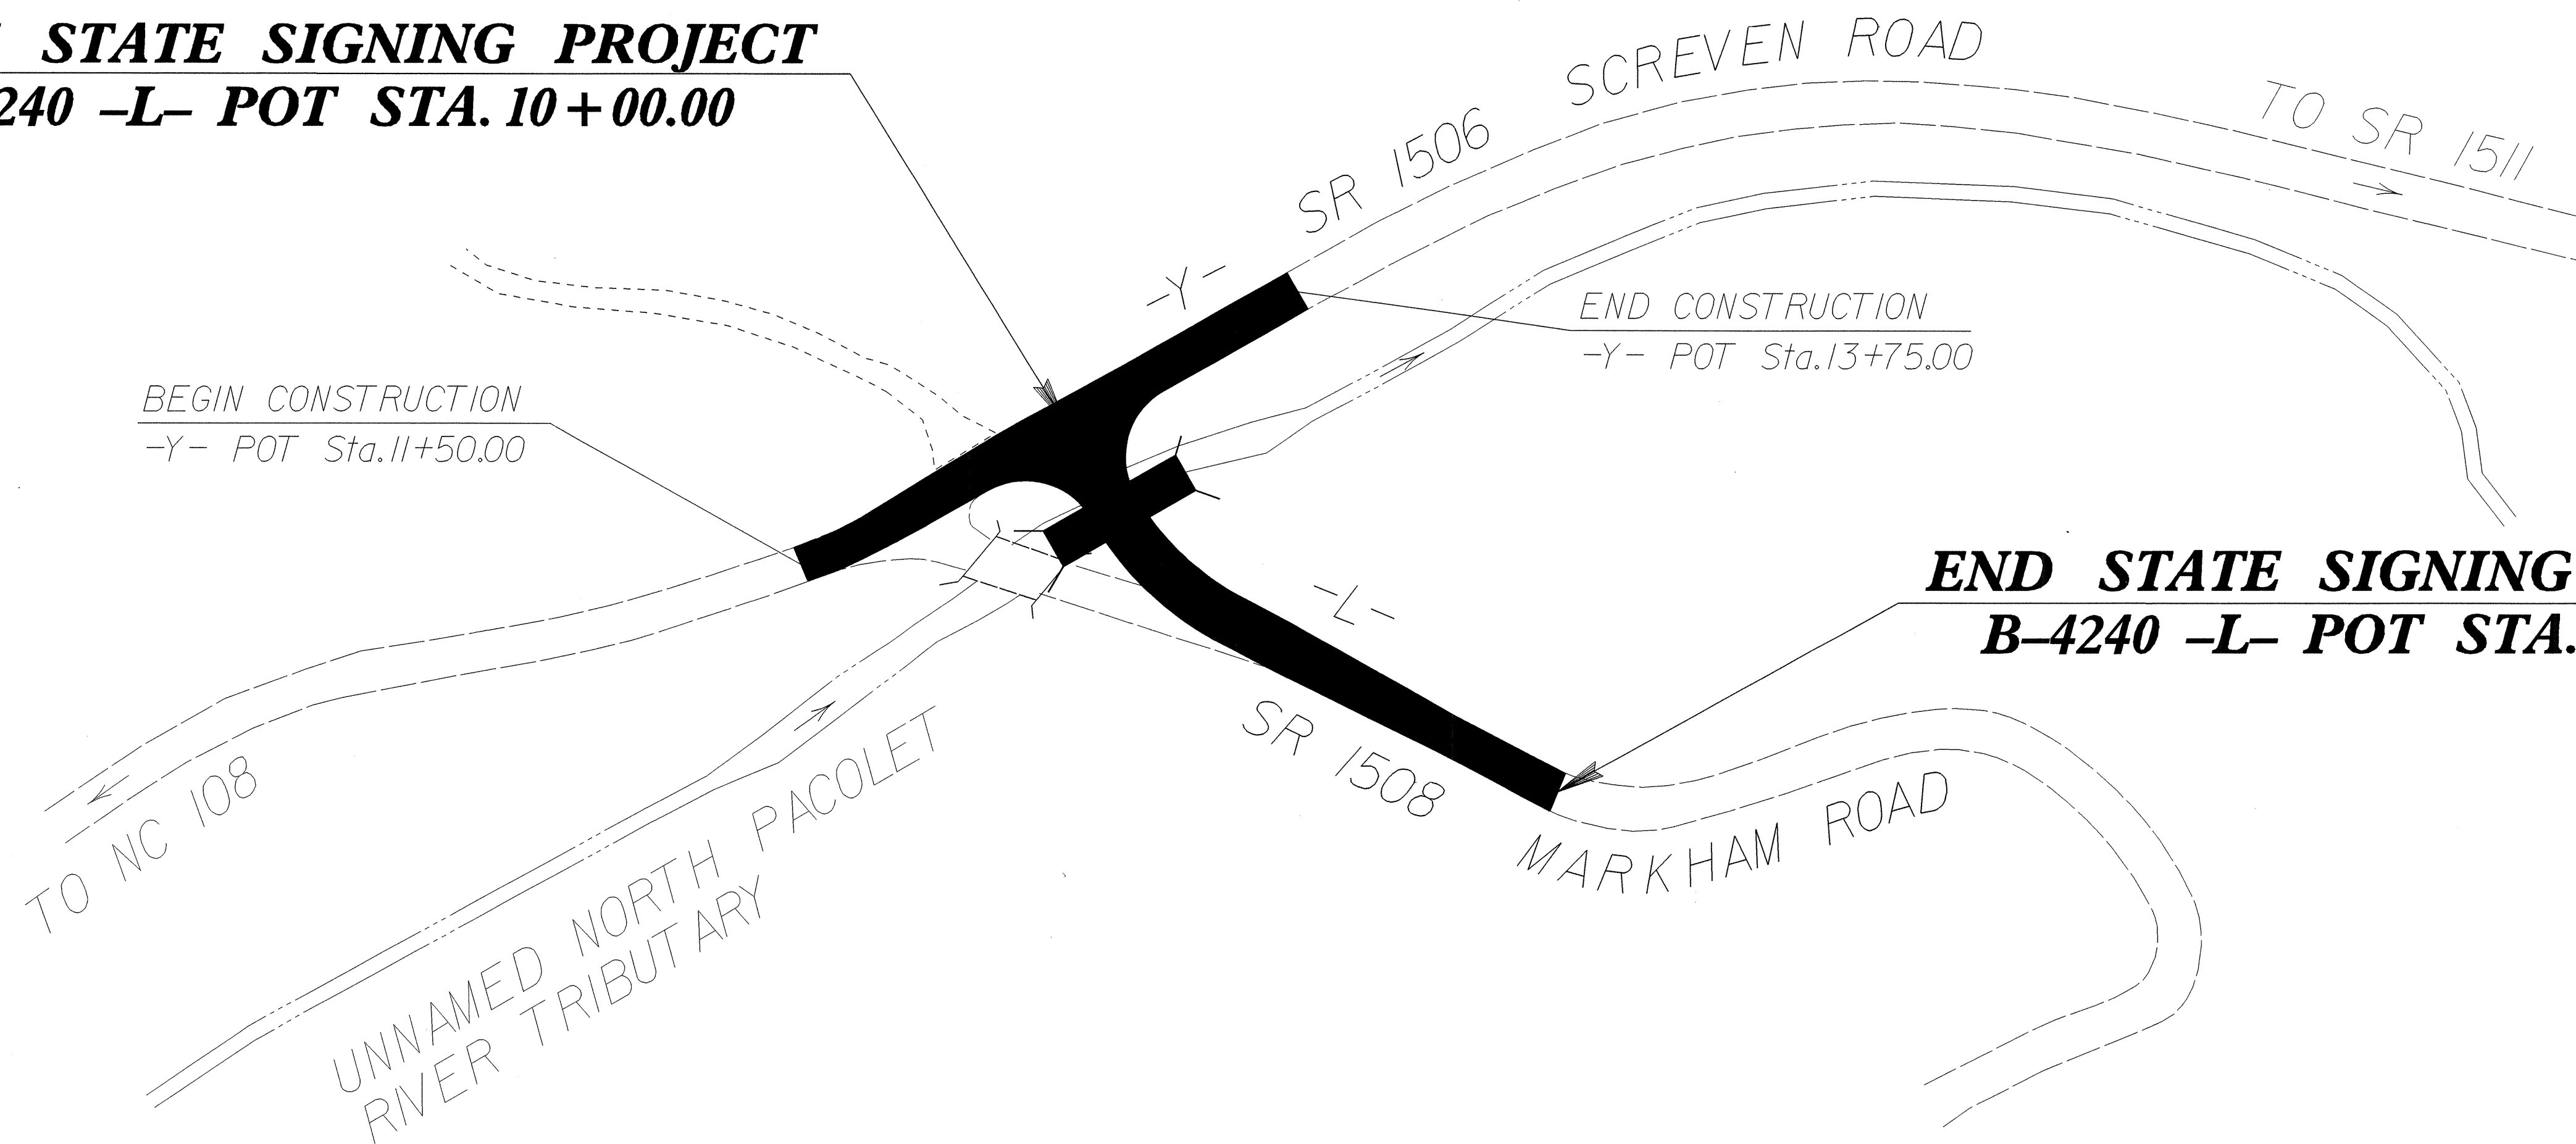 STATE SIGNING PROJECT
240 -L- POT STA. 10+00.00
SCREVEN ROAD
SR 1506
TO SR 1511
-Y-
END CONSTRUCTION
-Y- POT Sta.13+75.00
BEGIN CONSTRUCTION
-Y- POT Sta.11+50.00
END STATE SIGNING
B-4240 -L- POT STA.
-L-
SR 1508
MARKHAM ROAD
TO NC 108
UNNAMED NORTH PACOLET
RIVER TRIBUTARY